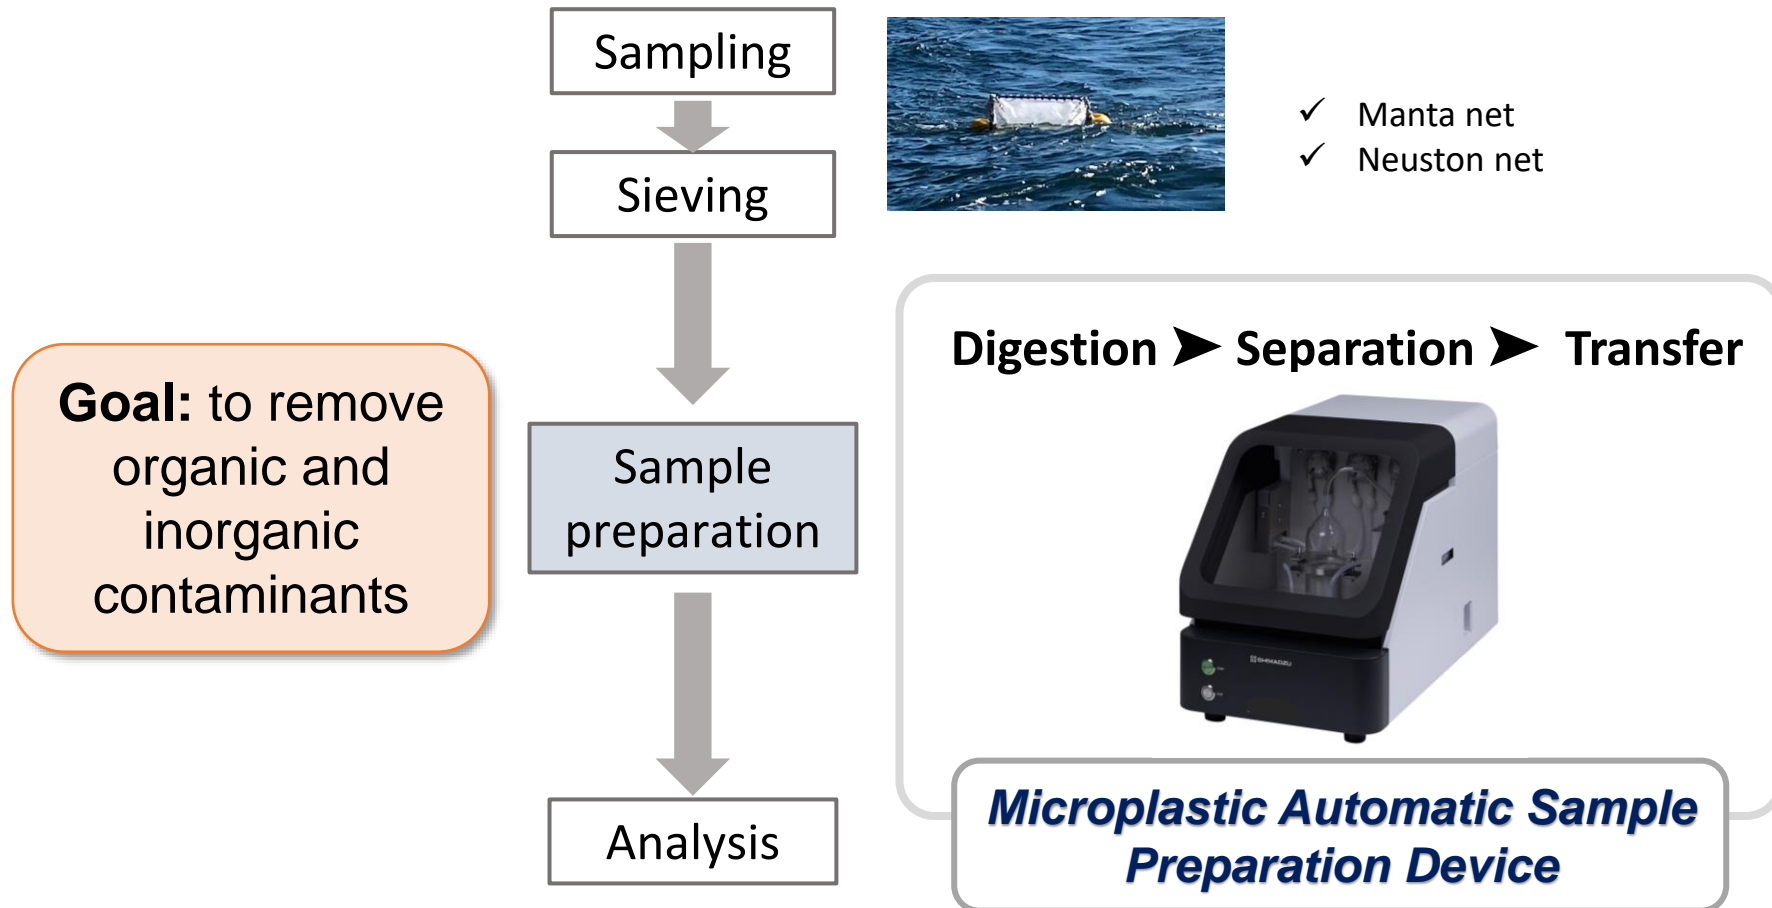 Sampling
Manta net
Neuston net
Sieving
Digestion ➤ Separation ➤ Transfer
Goal: to remove
organic and
inorganic
contaminants
Sample
preparation
SHIMADZU
Microplastic Automatic Sample
Preparation Device
Analysis